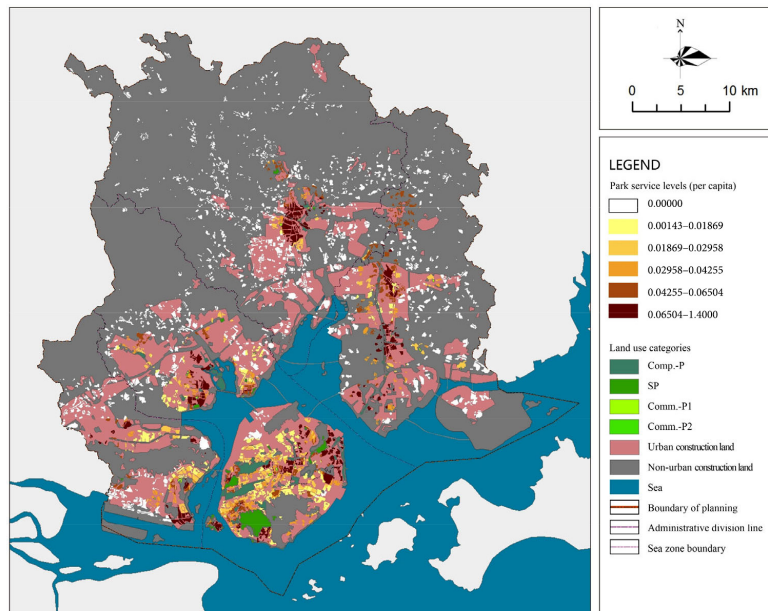 N
0 5 10 km
LEGEND
Park service levels (per capita)
0.00000
0.00143–0.01869
0.01869–0.02958
0.02958–0.04255
0.04255–0.06504
0.06504–1.4000
Land use categories
Comp.-P
SP
Comm.-P1
Comm.-P2
Urban construction land
Non-urban construction land
Sea
Boundary of planning
Administrative division line
Sea zone boundary